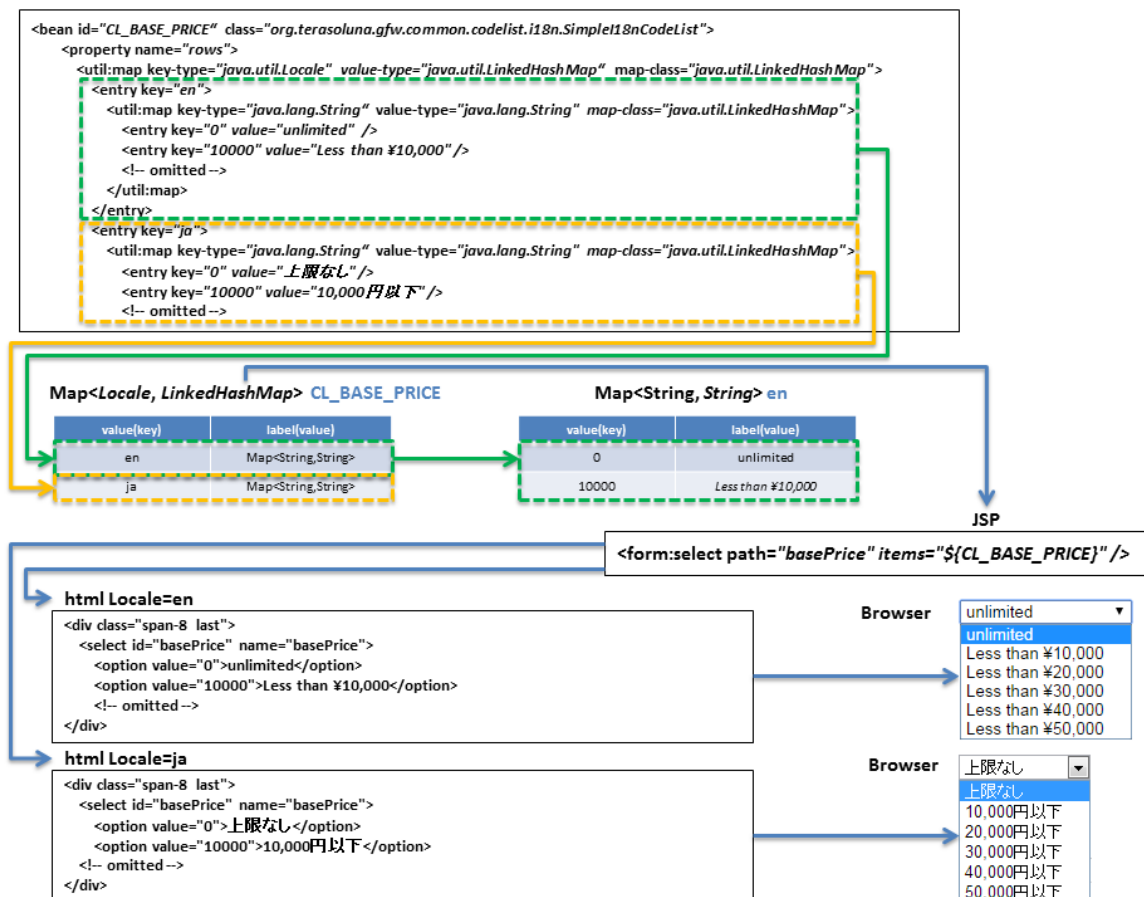 <bean id="CL_BASE_PRICE“ class="org.terasoluna.gfw.common.codelist.i18n.SimpleI18nCodeList">
<property name="rows">
<util:map key-type="java.util.Locale" value-type="java.util.LinkedHashMap“ map-class="java.util.LinkedHashMap">
<entry key="en">
<util:map key-type="java.lang.String“ value-type="java.lang.String" map-class="java.util.LinkedHashMap">
<entry key="0" value="unlimited" />
<entry key="10000" value="Less than ¥10,000" />
<!-- omitted -->
</util:map>
</entry>
<entry key="ja">
<util:map key-type="java.lang.String“ value-type="java.lang.String" map-class="java.util.LinkedHashMap">
<entry key="0" value="上限なし"/>
<entry key="10000" value="10,000円以下"/>
<!-- omitted -->
Map<Locale, LinkedHashMap> CL_BASE_PRICE
value(key) label(value)
en Map<String,String>
ja Map<String,String>
Map<String, String> en
value(key) label(value)
0 unlimited
10000 Less than ¥10,000
JSP
<form:select path="basePrice" items="${CL_BASE_PRICE}" />
html Locale=en
<div class="span-8 last">
<select id="basePrice" name="basePrice">
<option value="0">unlimited</option>
<option value="10000">Less than ¥10,000</option>
<!-- omitted -->
</div>
Browser
unlimited
unlimited
Less than ¥10,000
Less than ¥20,000
Less than ¥30,000
Less than ¥40,000
Less than ¥50,000
html Locale=ja
<div class="span-8 last">
<select id="basePrice" name="basePrice">
<option value="0">上限なし</option>
<option value="10000">10,000円以下</option>
<!-- omitted -->
</div>
Browser
上限なし
上限なし
10,000円以下
20,000円以下
30,000円以下
40,000円以下
50,000円以下